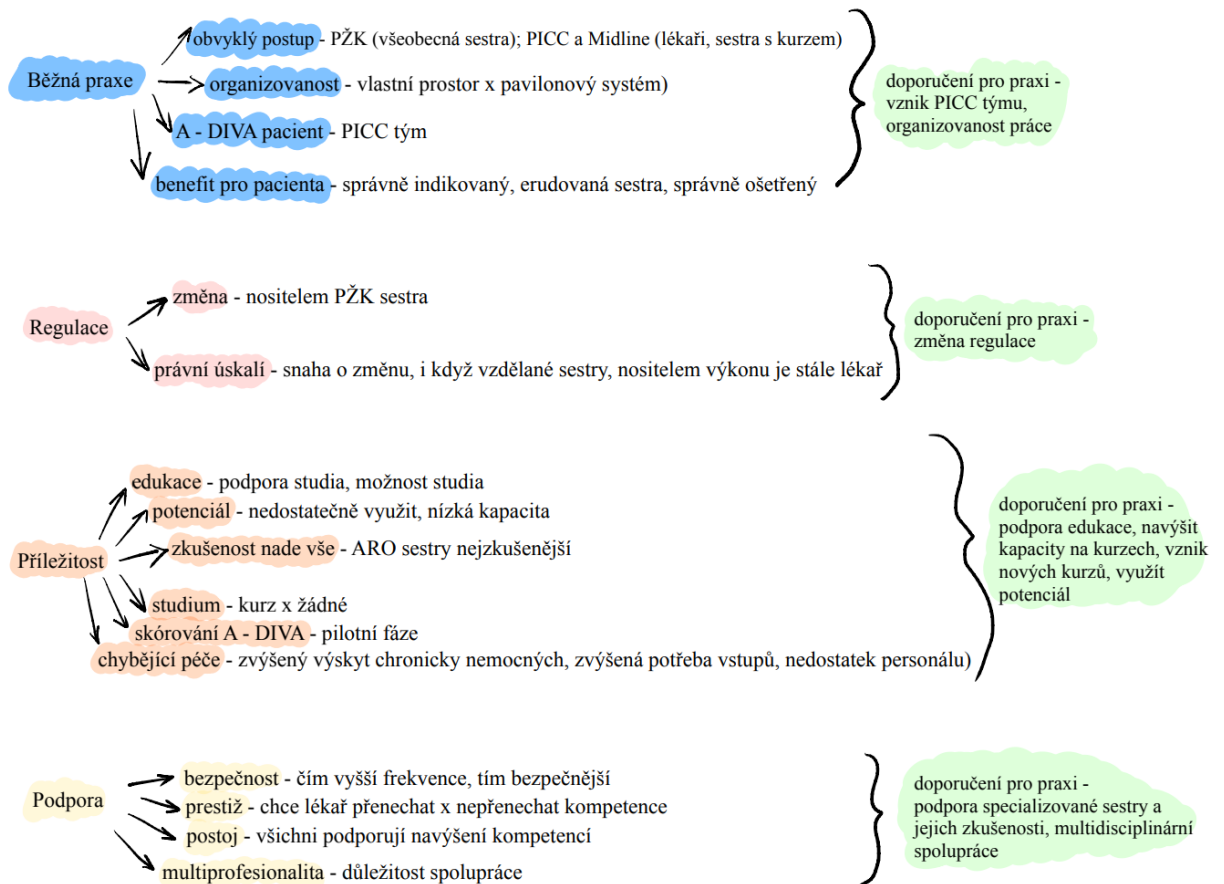 obvyklý postup - PŽK (všeobecná sestra); PICC a Midline (lékaři, sestra s kurzem)
Běžná praxe
organizovanost - vlastní prostor x pavilonový systém)
A - DIVA pacient - PICC tým
benefit pro pacienta - správně indikovaný, erudovaná sestra, správně ošetřený
doporučení pro praxi -
vznik PICC týmu,
organizovanost práce
změna - nositelem PŽK sestra
Regulace
právní úskalí - snaha o změnu, i když vzdělané sestry, nositelem výkonu je stále lékař
doporučení pro praxi -
změna regulace
edukace - podpora studia, možnost studia
potenciál - nedostatečně využit, nízká kapacita
zkušenost nade vše - ARO sestry nejzkušenější
Příležitost
studium - kurz x žádné
skórování A - DIVA - pilotní fáze
chybějící péče - zvýšený výskyt chronicky nemocných, zvýšená potřeba vstupů, nedostatek personálu)
doporučení pro praxi -
podpora edukace, navýšit
kapacity na kurzech, vznik
nových kurzů, využít
potenciál
bezpečnost - čím vyšší frekvence, tím bezpečnější
Podpora
prestiž - chce lékař přenechat x nepřenechat kompetence
postoj - všichni podporují navýšení kompetencí
multiprofesionalita - důležitost spolupráce
doporučení pro praxi -
podpora specializované sestry a
jejich zkušenosti, multidisciplinární
spolupráce